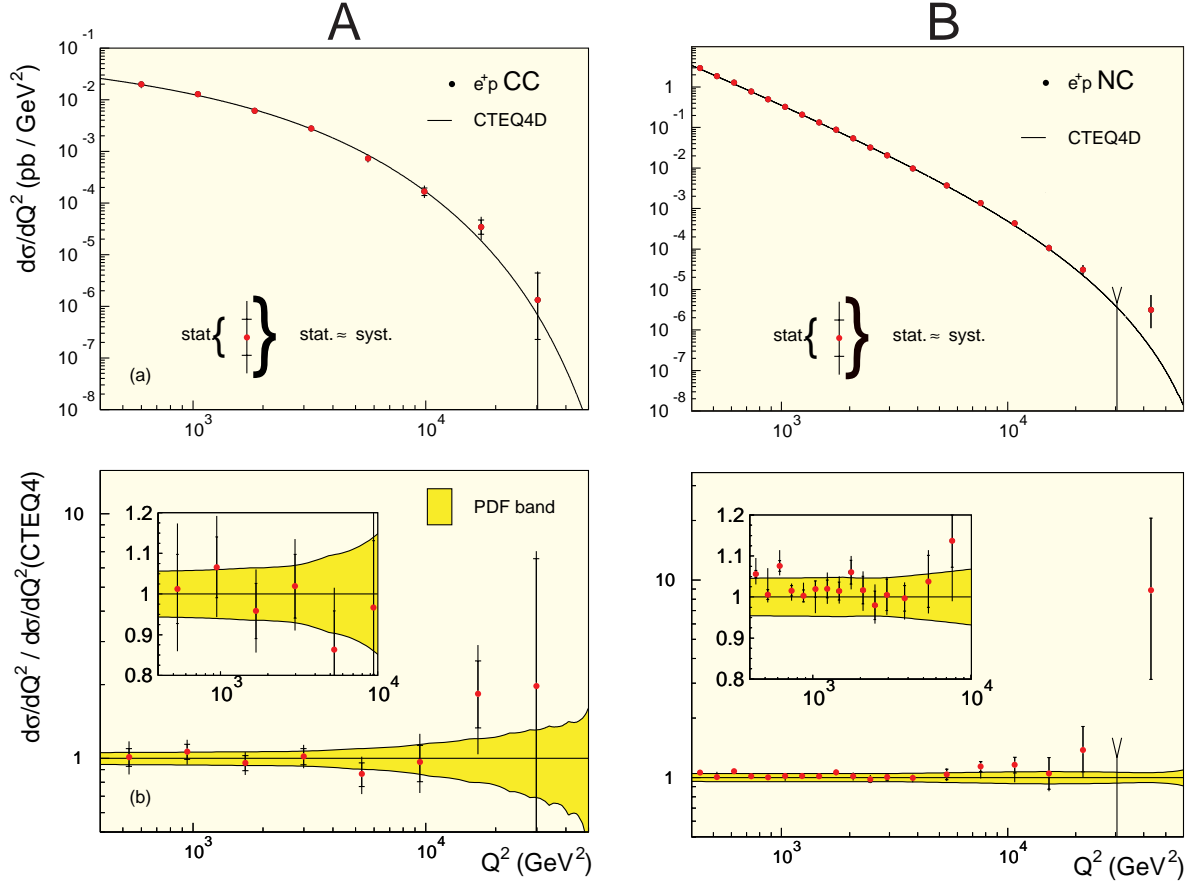 A
B
dσ/dQ² (pb / GeV²)
10⁻¹
10⁻²
10⁻³
10⁻⁴
10⁻⁵
10⁻⁶
10⁻⁷
10⁻⁸
e⁺p CC
CTEQ4D
stat. { } stat. ≈ syst.
(a)
10³ 10⁴
1
10⁻¹
10⁻²
10⁻³
10⁻⁴
10⁻⁵
10⁻⁶
10⁻⁷
10⁻⁸
e⁺p NC
CTEQ4D
stat. { } stat. ≈ syst.
10³ 10⁴
dσ/dQ² / dσ/dQ²(CTEQ4)
10
1
PDF band
1.2
1.1
1
0.9
0.8
10³ 10⁴
(b)
10³ 10⁴
Q² (GeV²)
10
1
1.2
1.1
1
0.9
0.8
10³ 10⁴
10³ 10⁴
Q² (GeV²)